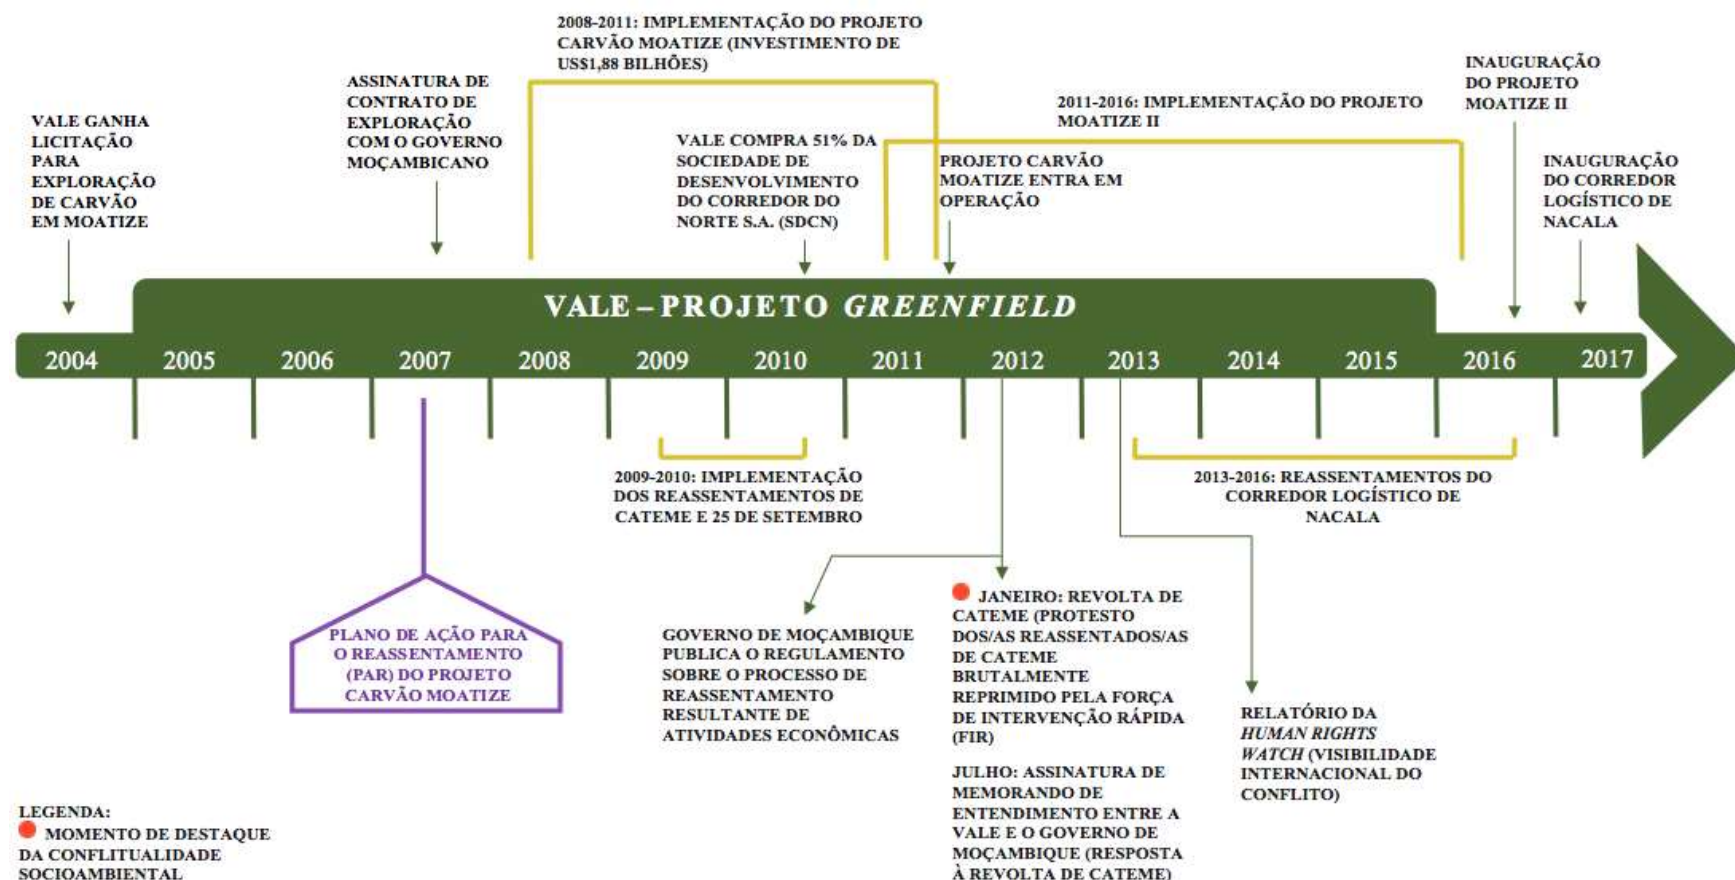 2008-2011: IMPLEMENTAÇÃO DO PROJETO
CARVÃO MOATIZE (INVESTIMENTO DE
US$1,88 BILHÕES)
ASSINATURA DE
CONTRATO DE
EXPLORAÇÃO
COM O GOVERNO
MOÇAMBICANO
INAUGURAÇÃO
DO PROJETO
MOATIZE II
2011-2016: IMPLEMENTAÇÃO DO PROJETO
MOATIZE II
VALE GANHA
LICITAÇÃO
PARA
EXPLORAÇÃO
DE CARVÃO
EM MOATIZE
VALE COMPRA 51% DA
SOCIEDADE DE
DESENVOLVIMENTO
DO CORREDOR DO
NORTE S.A. (SDCN)
PROJETO CARVÃO
MOATIZE ENTRA EM
OPERAÇÃO
INAUGURAÇÃO
DO CORREDOR
LOGÍSTICO DE
NACALA
VALE – PROJETO GREENFIELD
2004 2005 2006 2007 2008 2009 2010 2011 2012 2013 2014 2015 2016 2017
2009-2010: IMPLEMENTAÇÃO
DOS REASSENTAMENTOS DE
CATEME E 25 DE SETEMBRO
2013-2016: REASSENTAMENTOS DO
CORREDOR LOGÍSTICO DE
NACALA
PLANO DE AÇÃO PARA
O REASSENTAMENTO
(PAR) DO PROJETO
CARVÃO MOATIZE
GOVERNO DE MOÇAMBIQUE
PUBLICA O REGULAMENTO
SOBRE O PROCESSO DE
REASSENTAMENTO
RESULTANTE DE
ATIVIDADES ECONÔMICAS
JANEIRO: REVOLTA DE
CATEME (PROTESTO
DOS/AS REASSENTADOS/AS
DE CATEME
BRUTALMENTE
REPRIMIDO PELA FORÇA
DE INTERVENÇÃO RÁPIDA
(FIR)
JULHO: ASSINATURA DE
MEMORANDO DE
ENTENDIMENTO ENTRE A
VALE E O GOVERNO DE
MOÇAMBIQUE (RESPOSTA
À REVOLTA DE CATEME)
RELATÓRIO DA
HUMAN RIGHTS
WATCH (VISIBILIDADE
INTERNACIONAL DO
CONFLITO)
LEGENDA:
MOMENTO DE DESTAQUE
DA CONFLITUALIDADE
SOCIOAMBIENTAL